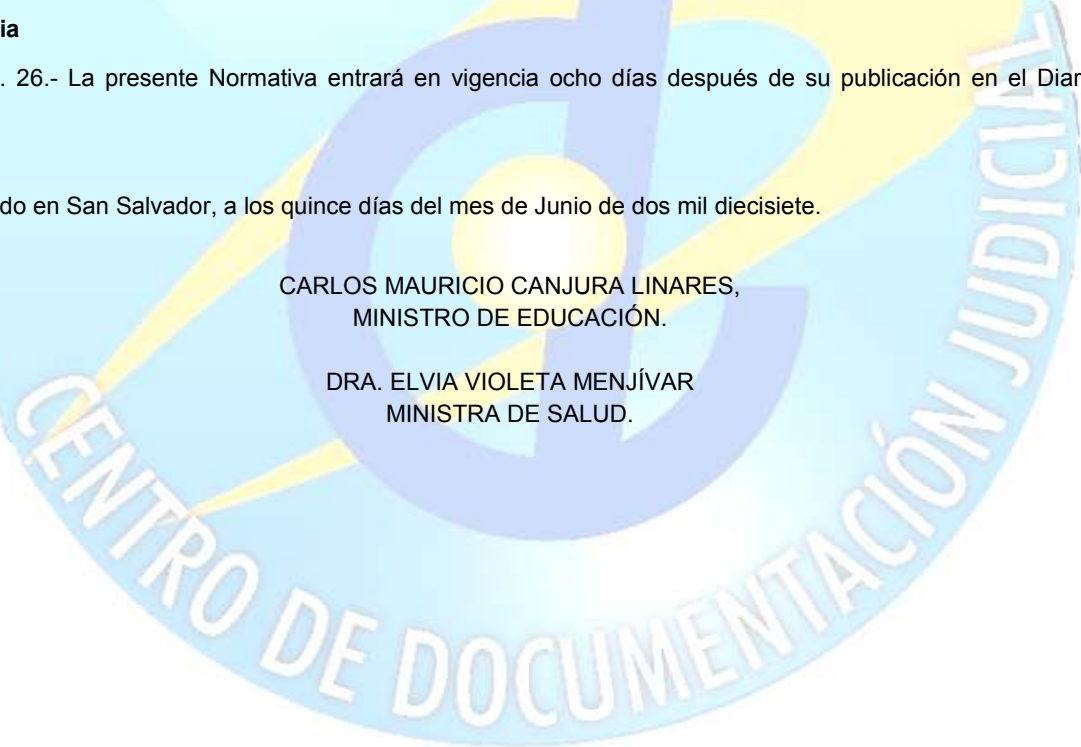 ia
. 26.- La presente Normativa entrará en vigencia ocho días después de su publicación en el Diar
do en San Salvador, a los quince días del mes de Junio de dos mil diecisiete.
CARLOS MAURICIO CANJURA LINARES,
MINISTRO DE EDUCACIÓN.
DRA. ELVIA VIOLETA MENJÍVAR
MINISTRA DE SALUD.
CENTRO DE DOCUMENTACIÓN JUDICIAL